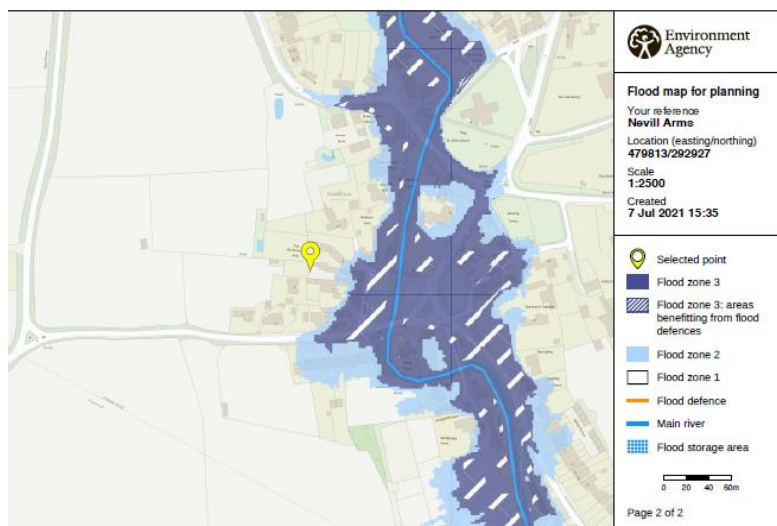 Environment
Agency
Flood map for planning
Your reference
Nevill Arms
Location (easting/northing)
479813/292927
Scale
1:2500
Created
7 Jul 2021 15:35
Selected point
Flood zone 3
Flood zone 3: areas
benefitting from flood
defences
Flood zone 2
Flood zone 1
Flood defence
Main river
Flood storage area
0 20 40 60m
Page 2 of 2